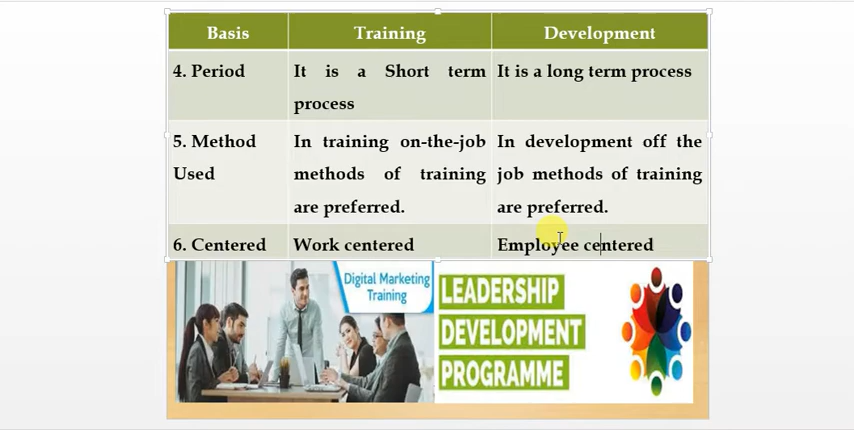 Basis Training Development
4. Period It is a Short term It is a long term process
process
5. Method In training on-the-job In development off the
Used methods of training job methods of training
are preferred. are preferred.
6. Centered Work centered Employee centered
Digital Marketing
Training
LEADERSHIP
DEVELOPMENT
PROGRAMME